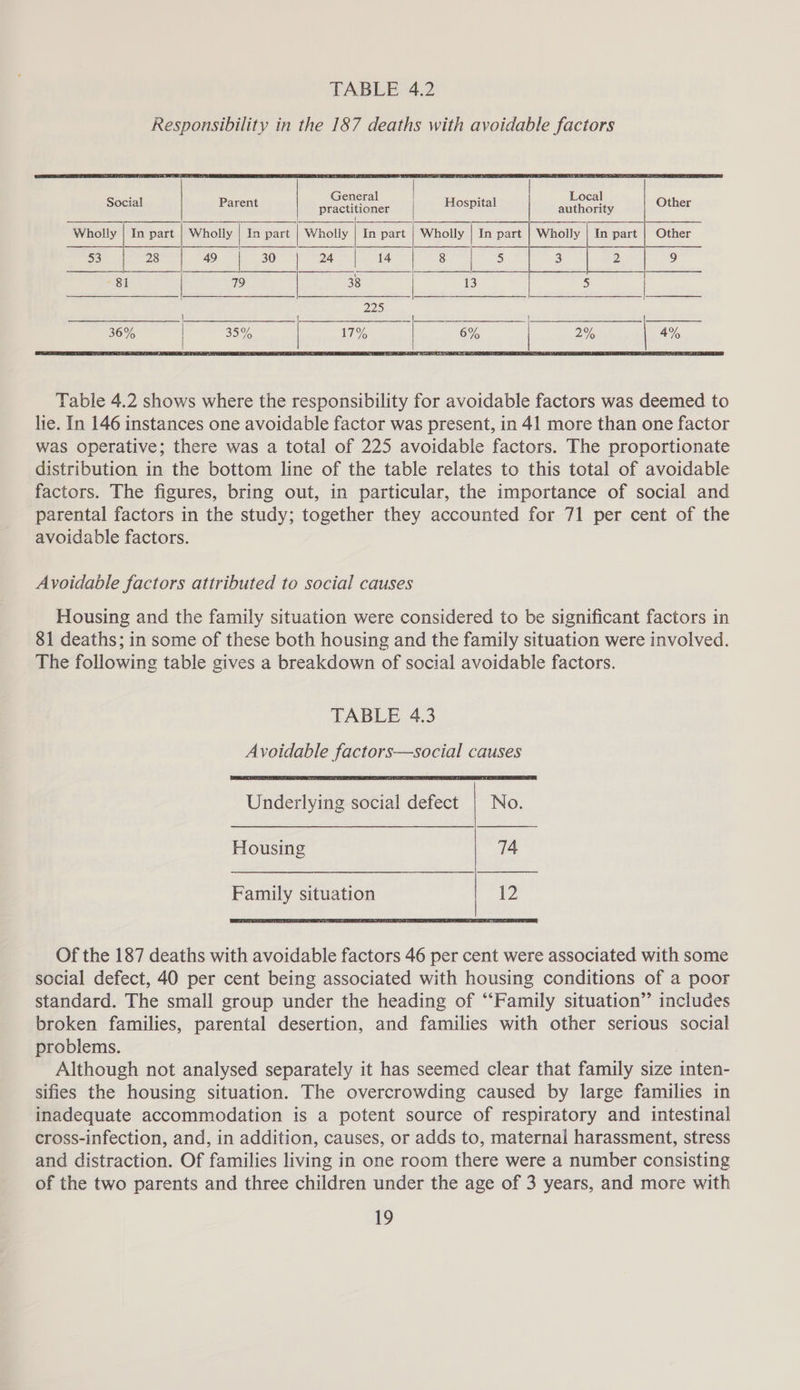 TABLE 4.2
Responsibility in the 187 deaths with avoidable factors
Social | Parent | General practitioner | Hospital | Local authority | Other
Wholly | In part | Wholly | In part | Wholly | In part | Wholly | In part | Wholly | In part | Other
53 | 28 | 49 | 30 | 24 | 14 | 8 | 5 | 3 | 2 | 9
81 | 79 | 38 | 13 | 5
225
36% | 35% | 17% | 6% | 2% | 4%
Table 4.2 shows where the responsibility for avoidable factors was deemed to
lie. In 146 instances one avoidable factor was present, in 41 more than one factor
was operative; there was a total of 225 avoidable factors. The proportionate
distribution in the bottom line of the table relates to this total of avoidable
factors. The figures, bring out, in particular, the importance of social and
parental factors in the study; together they accounted for 71 per cent of the
avoidable factors.
Avoidable factors attributed to social causes
Housing and the family situation were considered to be significant factors in
81 deaths; in some of these both housing and the family situation were involved.
The following table gives a breakdown of social avoidable factors.
TABLE 4.3
Avoidable factors—social causes
Underlying social defect | No.
Housing | 74
Family situation | 12
Of the 187 deaths with avoidable factors 46 per cent were associated with some
social defect, 40 per cent being associated with housing conditions of a poor
standard. The small group under the heading of “Family situation” includes
broken families, parental desertion, and families with other serious social
problems.
Although not analysed separately it has seemed clear that family size inten-
sifies the housing situation. The overcrowding caused by large families in
inadequate accommodation is a potent source of respiratory and intestinal
cross-infection, and, in addition, causes, or adds to, maternal harassment, stress
and distraction. Of families living in one room there were a number consisting
of the two parents and three children under the age of 3 years, and more with
19